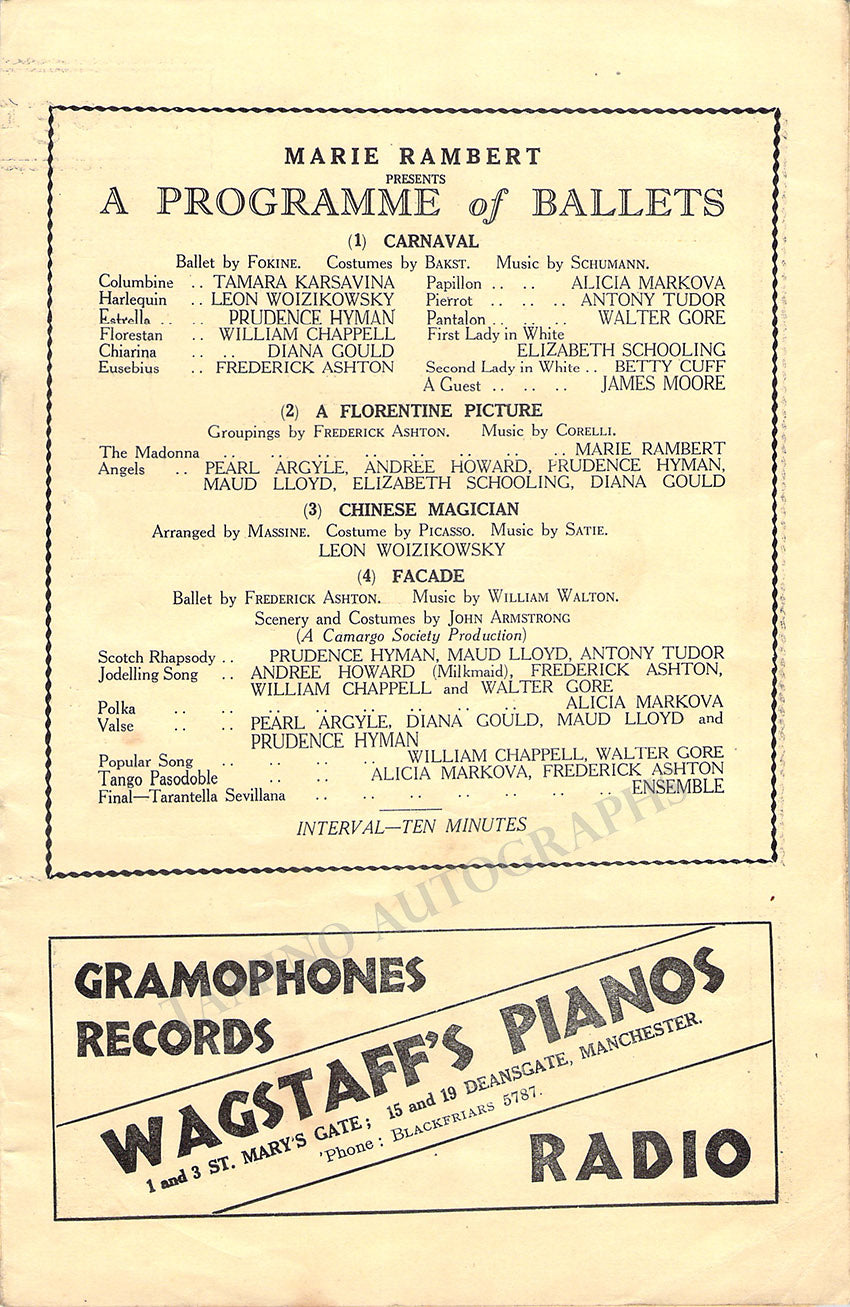 MARIE RAMBERT
PRESENTS
A PROGRAMME of BALLETS
(1) CARNAVAL
Ballet by FOKINE. Costumes by BAKST. Music by SCHUMANN.
Columbine .. TAMARA KARSAVINA Papillon .. .. ALICIA MARKOVA
Harlequin .. LEON WOIZIKOWSKY Pierrot .. .. .. ANTONY TUDOR
Estrella .. .. PRUDENCE HYMAN Pantalon .. .. .. WALTER GORE
Florestan .. WILLIAM CHAPPELL First Lady in White
Chiarina .. .. DIANA GOULD ELIZABETH SCHOOLING
Eusebius .. FREDERICK ASHTON Second Lady in White .. BETTY CUFF
A Guest .. .. .. JAMES MOORE
(2) A FLORENTINE PICTURE
Groupings by FREDERICK ASHTON. Music by CORELLI.
The Madonna .. .. .. .. .. .. .. .. MARIE RAMBERT
Angels .. PEARL ARGYLE, ANDREE HOWARD, PRUDENCE HYMAN,
MAUD LLOYD, ELIZABETH SCHOOLING, DIANA GOULD
(3) CHINESE MAGICIAN
Arranged by MASSINE. Costume by PICASSO. Music by SATIE.
LEON WOIZIKOWSKY
(4) FACADE
Ballet by FREDERICK ASHTON. Music by WILLIAM WALTON.
Scenery and Costumes by JOHN ARMSTRONG
(A Camargo Society Production)
Scotch Rhapsody .. PRUDENCE HYMAN, MAUD LLOYD, ANTONY TUDOR
Jodelling Song .. ANDREE HOWARD (Milkmaid), FREDERICK ASHTON,
WILLIAM CHAPPELL and WALTER GORE
Polka .. .. .. .. .. .. .. .. ALICIA MARKOVA
Valse .. .. PEARL ARGYLE, DIANA GOULD, MAUD LLOYD and
PRUDENCE HYMAN
Popular Song .. .. .. .. WILLIAM CHAPPELL, WALTER GORE
Tango Pasodoble .. .. ALICIA MARKOVA, FREDERICK ASHTON
Final—Tarantella Sevillana .. .. .. .. .. .. .. ENSEMBLE
INTERVAL—TEN MINUTES
TAMINO AUTOGRAPHS
GRAMOPHONES
RECORDS
WAGSTAFF'S PIANOS
1 and 3 ST. MARY'S GATE; 15 and 19 DEANSGATE, MANCHESTER.
'Phone: BLACKFRIARS 5787.
RADIO